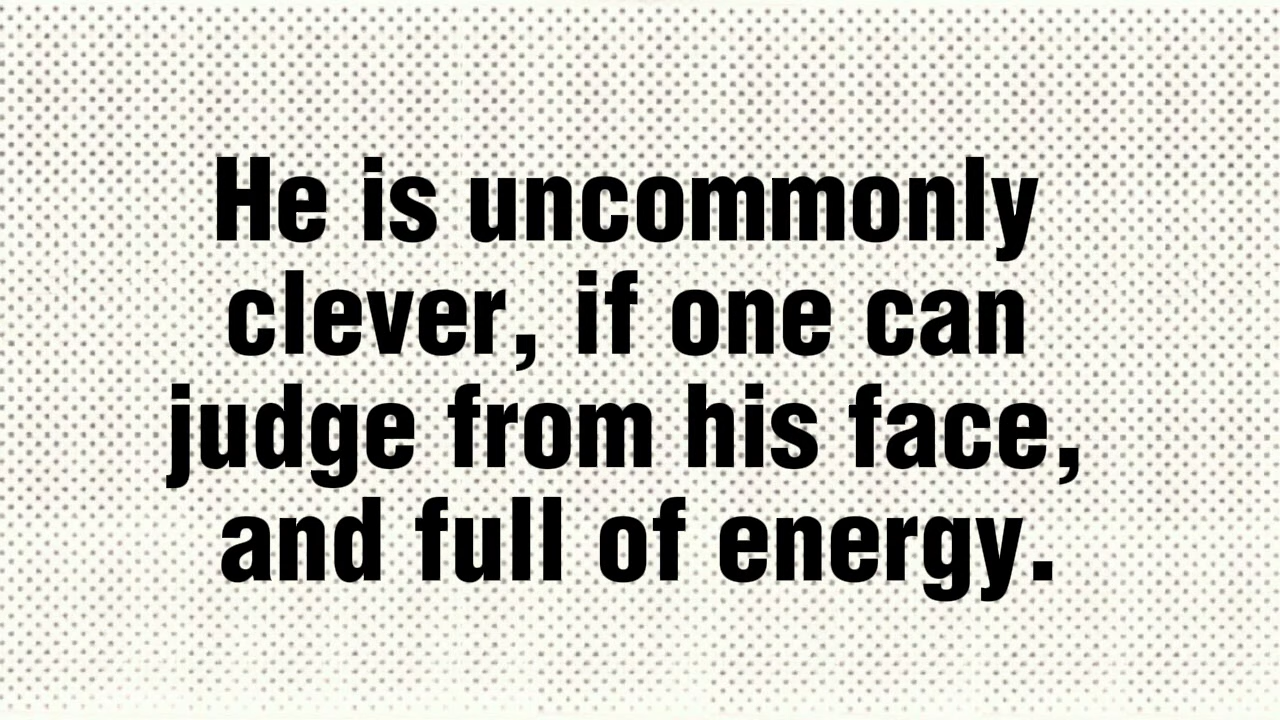 He is uncommonly
clever, if one can
judge from his face,
and full of energy.